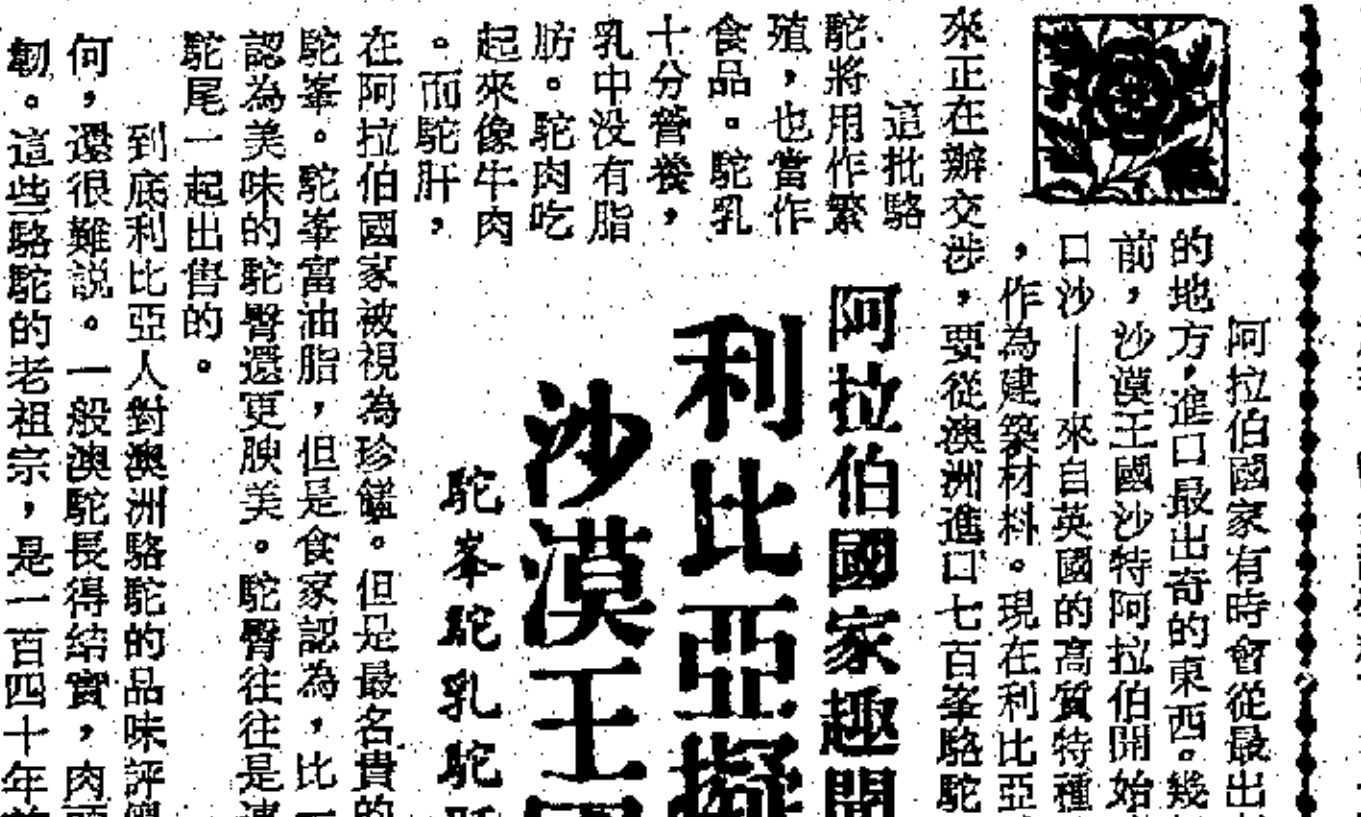 阿拉伯國家趣聞
利比亞擬
沙漠王國
駝峯駝乳駝
阿拉伯國家有時會從最出
的地方，進口最出奇的東西。幾
前，沙漠王國沙特阿拉伯開始
口沙—來自英國的高質特種
，作為建築材料。現在利比亞
來正在辦交涉，要從澳洲進口七百峯駱駝
這批駱
駝將用作繁
殖，也當作
食品。駝乳
十分營養，
乳中没有脂
肪。駝肉吃
起來像牛肉
。而駝肝，
在阿拉伯國家被視為珍饈。但是最名貴的
駝峯。駝峯富油脂，但是食家認為，比
認為美味的駝臀還更腴美。駝臀往往是連
駝尾一起出售的。
到底利比亞人對澳洲駱駝的品味評價
何，還很難説。一般澳駝長得结實，肉
韌。這些駱駝的老祖宗，是一百四十年前